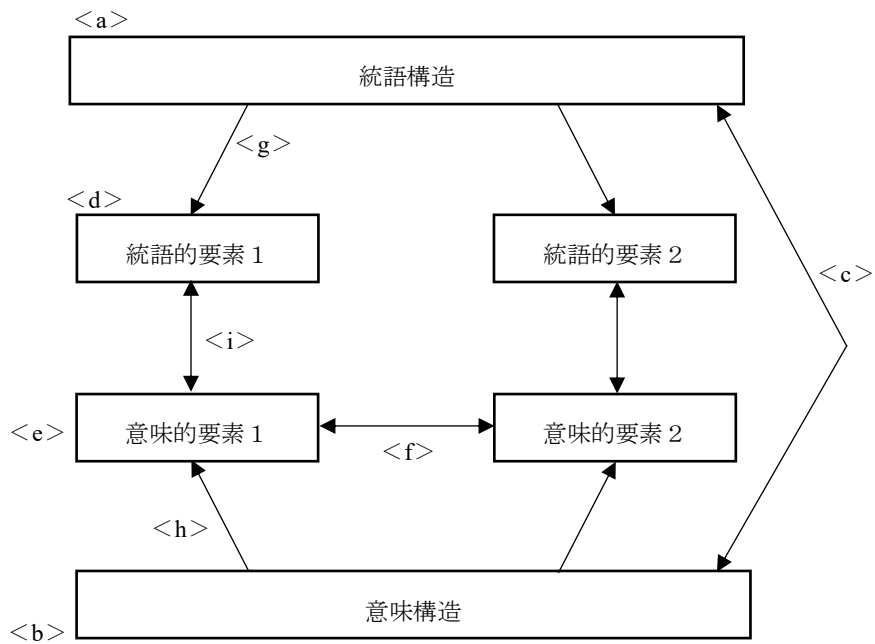 <a>
統語構造
<g>
<d>
統語的要素1
統語的要素2
<c>
<i>
<e>
意味的要素1
意味的要素2
<f>
<h>
意味構造
<b>